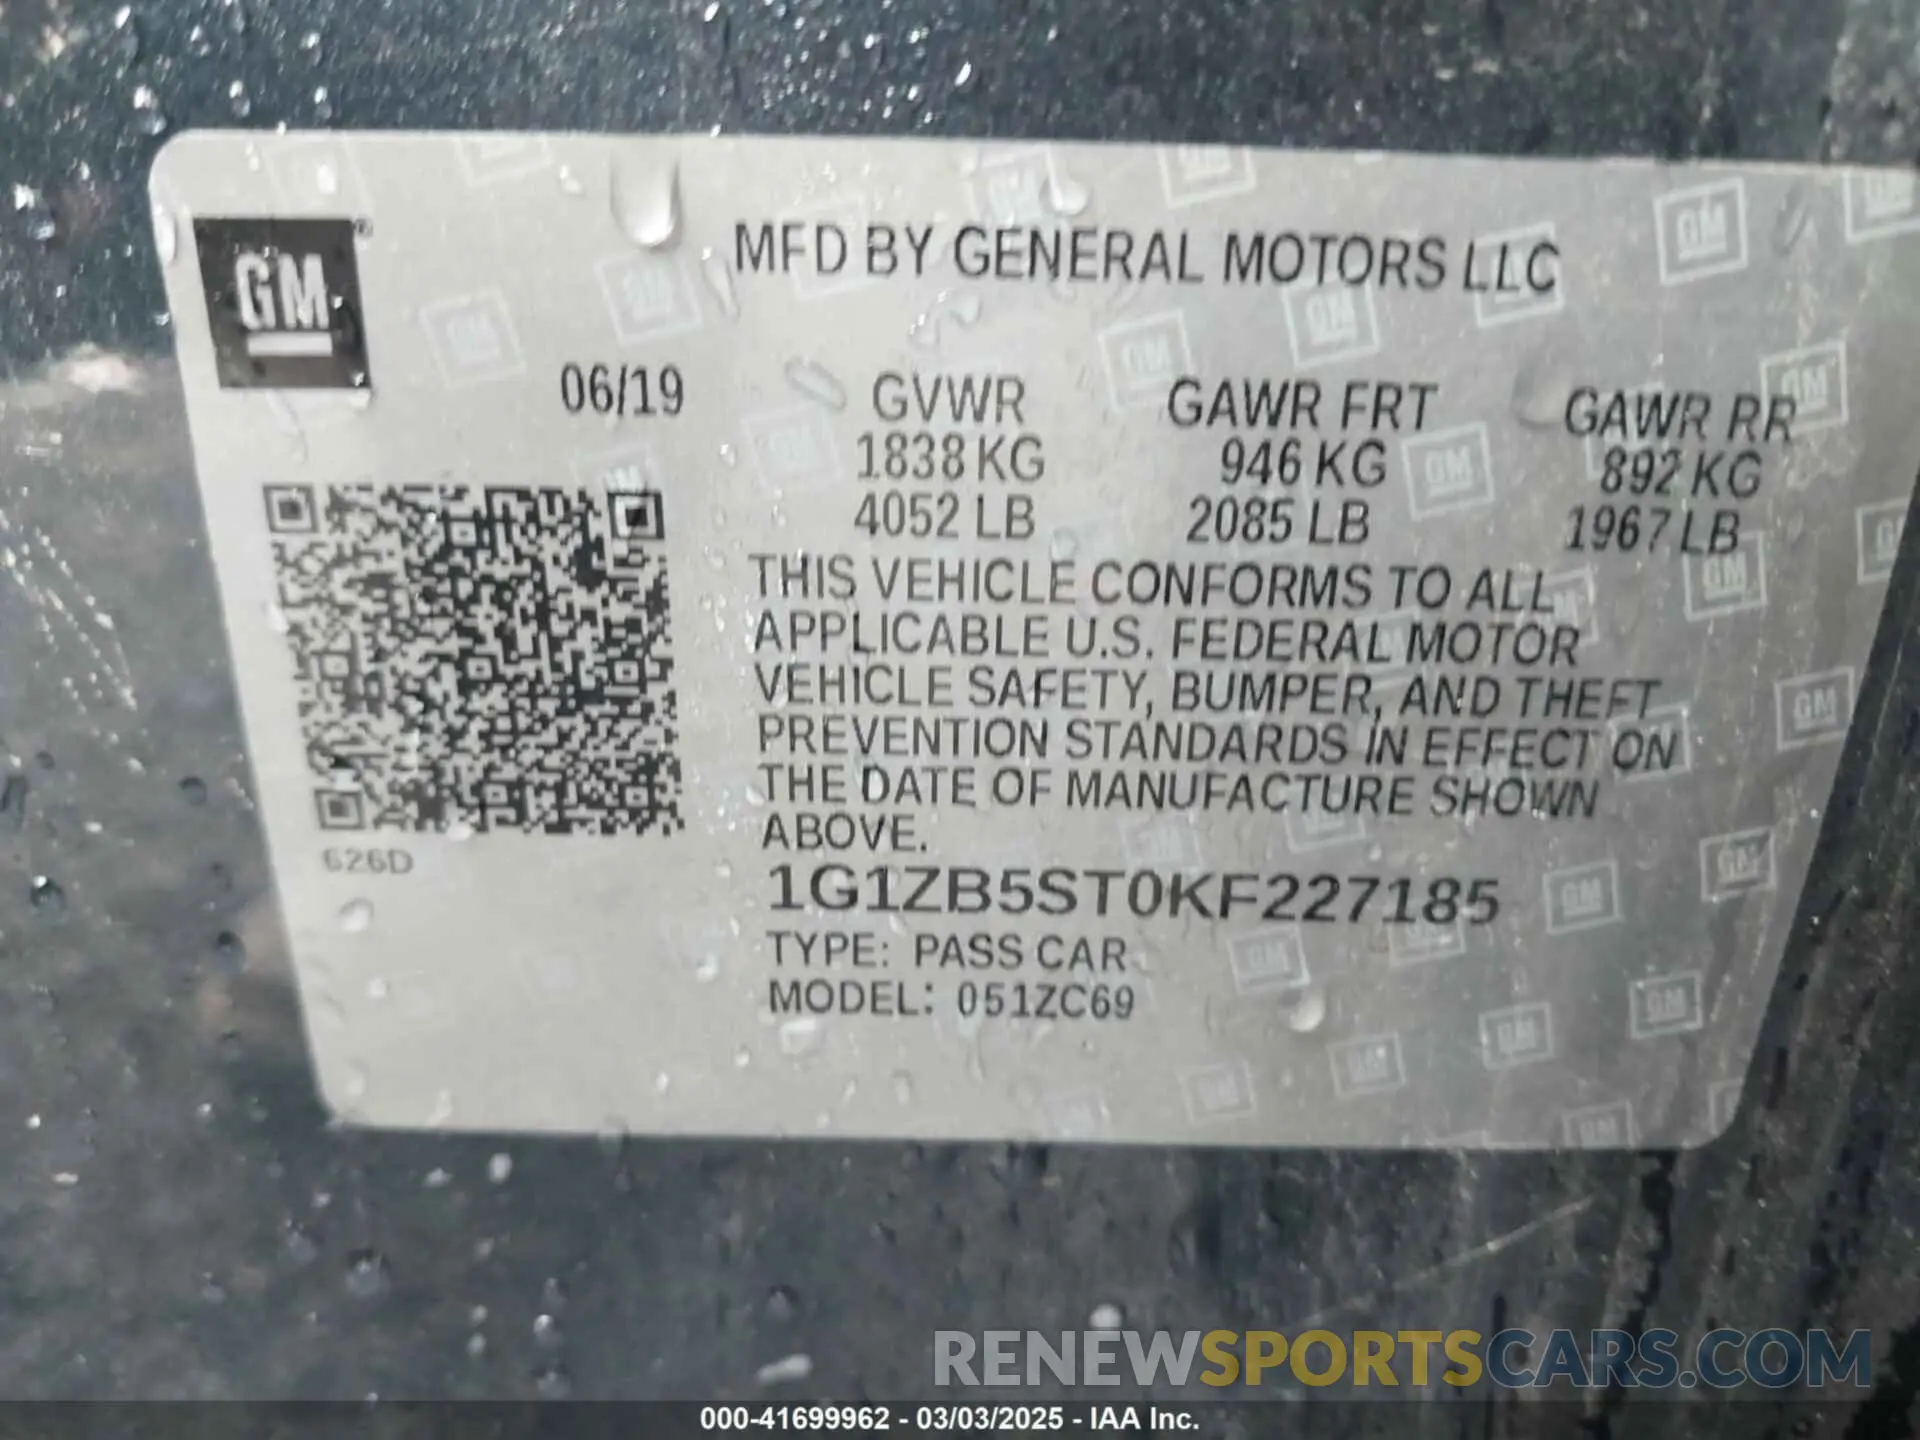 GM
MFD BY GENERAL MOTORS LLC
06/19
GVWR GAWR FRT GAWR RR
1838 KG 946 KG 892 KG
4052 LB 2085 LB 1967 LB
THIS VEHICLE CONFORMS TO ALL
APPLICABLE U.S. FEDERAL MOTOR
VEHICLE SAFETY, BUMPER, AND THEFT
PREVENTION STANDARDS IN EFFECT ON
THE DATE OF MANUFACTURE SHOWN
ABOVE.
626D
1G1ZB5ST0KF227185
TYPE: PASS CAR
MODEL: 051ZC69
RENEWSPORTSCARS.COM
000-41699962 - 03/03/2025 - IAA Inc.